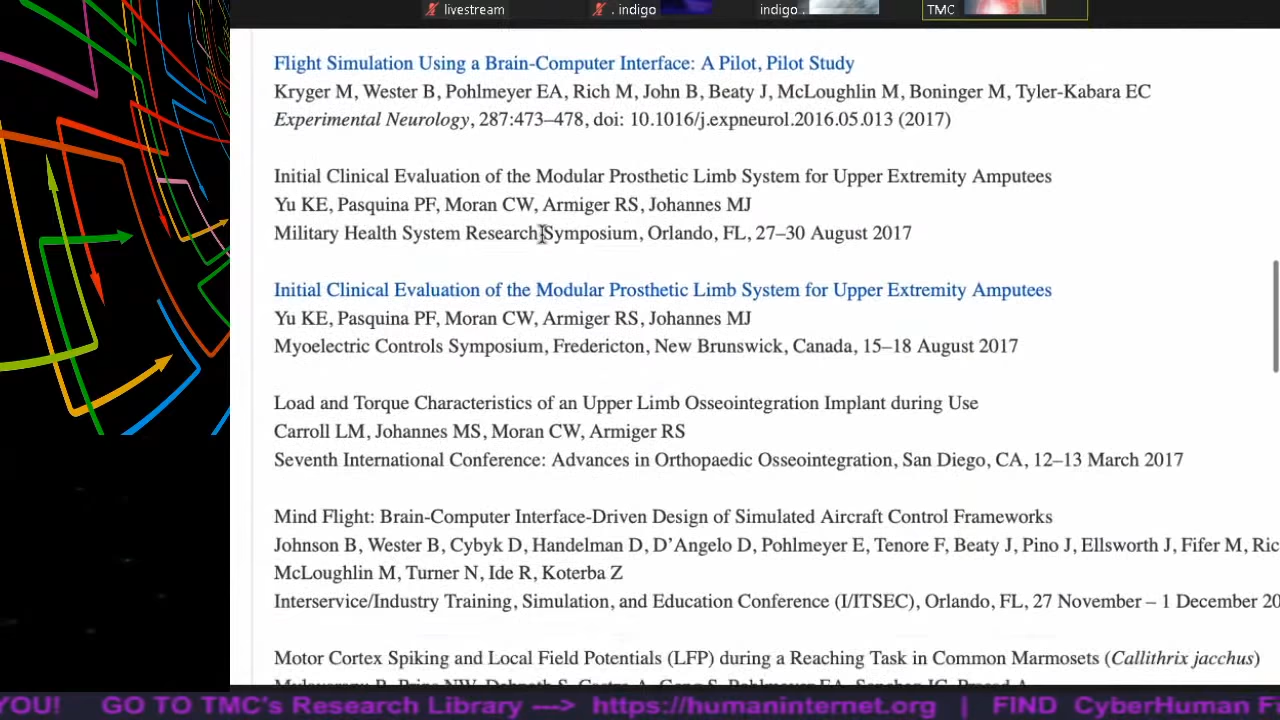 livestream
. indigo
indigo .
TMC
Flight Simulation Using a Brain-Computer Interface: A Pilot, Pilot Study
Kryger M, Wester B, Pohlmeyer EA, Rich M, John B, Beaty J, McLoughlin M, Boninger M, Tyler-Kabara EC
Experimental Neurology, 287:473–478, doi: 10.1016/j.expneurol.2016.05.013 (2017)
Initial Clinical Evaluation of the Modular Prosthetic Limb System for Upper Extremity Amputees
Yu KE, Pasquina PF, Moran CW, Armiger RS, Johannes MJ
Military Health System Research Symposium, Orlando, FL, 27–30 August 2017
Initial Clinical Evaluation of the Modular Prosthetic Limb System for Upper Extremity Amputees
Yu KE, Pasquina PF, Moran CW, Armiger RS, Johannes MJ
Myoelectric Controls Symposium, Fredericton, New Brunswick, Canada, 15–18 August 2017
Load and Torque Characteristics of an Upper Limb Osseointegration Implant during Use
Carroll LM, Johannes MS, Moran CW, Armiger RS
Seventh International Conference: Advances in Orthopaedic Osseointegration, San Diego, CA, 12–13 March 2017
Mind Flight: Brain-Computer Interface-Driven Design of Simulated Aircraft Control Frameworks
Johnson B, Wester B, Cybyk D, Handelman D, D’Angelo D, Pohlmeyer E, Tenore F, Beaty J, Pino J, Ellsworth J, Fifer M, Ric
McLoughlin M, Turner N, Ide R, Koterba Z
Interservice/Industry Training, Simulation, and Education Conference (I/ITSEC), Orlando, FL, 27 November – 1 December 20
Motor Cortex Spiking and Local Field Potentials (LFP) during a Reaching Task in Common Marmosets (Callithrix jacchus)
YOU! GO TO TMC's Research Library ---> https://humaninternet.org | FIND CyberHuman F